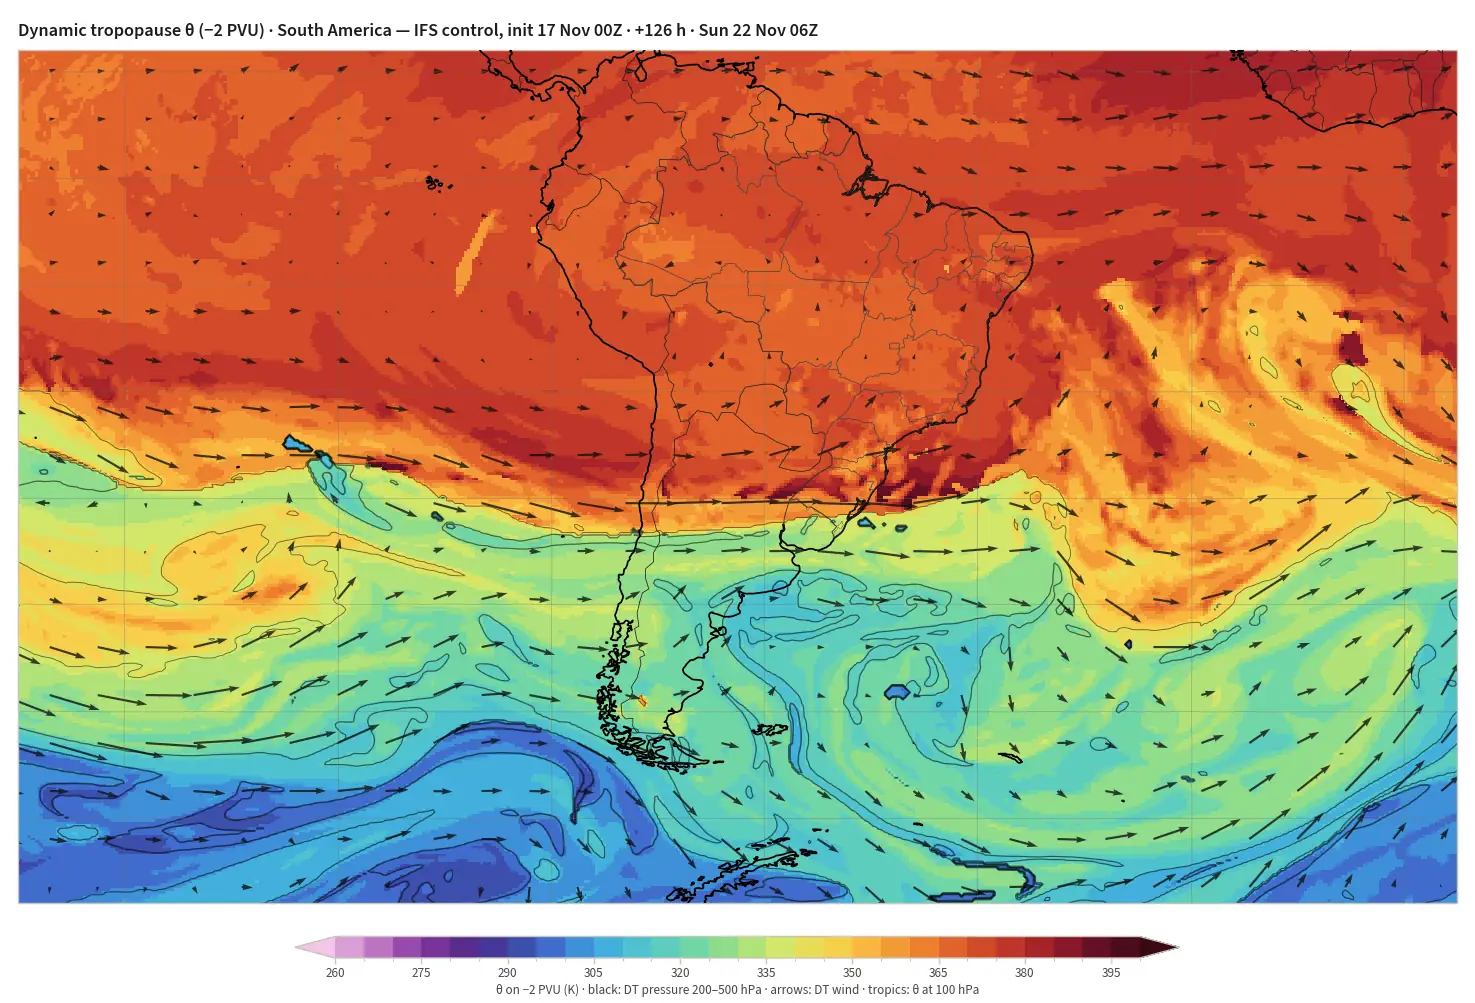 Dynamic tropopause θ (−2 PVU) · South America — IFS control, init 17 Nov 00Z · +126 h · Sun 22 Nov 06Z
260 275 290 305 320 335 350 365 380 395
θ on −2 PVU (K) · black: DT pressure 200–500 hPa · arrows: DT wind · tropics: θ at 100 hPa